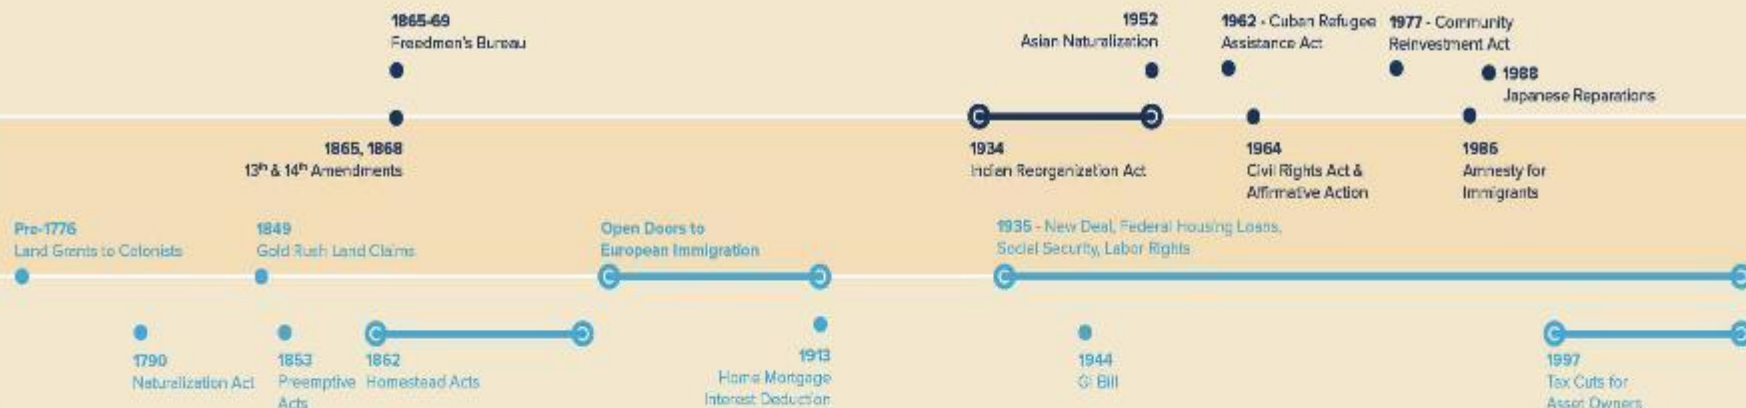 1865-69
Freedmen's Bureau
1952
Asian Naturalization
1962 - Cuban Refugee
Assistance Act
1977 - Community
Reinvestment Act
1988
Japanese Reparations
1865, 1868
13th & 14th Amendments
1934
Indian Reorganization Act
1964
Civil Rights Act &
Affirmative Action
1986
Amnesty for
Immigrants
Pre-1776
Land Grants to Colonists
1849
Gold Rush Land Claims
Open Doors to
European Immigration
1935 - New Deal, Federal Housing Loans,
Social Security, Labor Rights
1790
Naturalization Act
1853
Preemptive
Acts
1862
Homestead Acts
1913
Home Mortgage
Interest Deduction
1944
GI Bill
1997
Tax Cuts for
Asset Owners